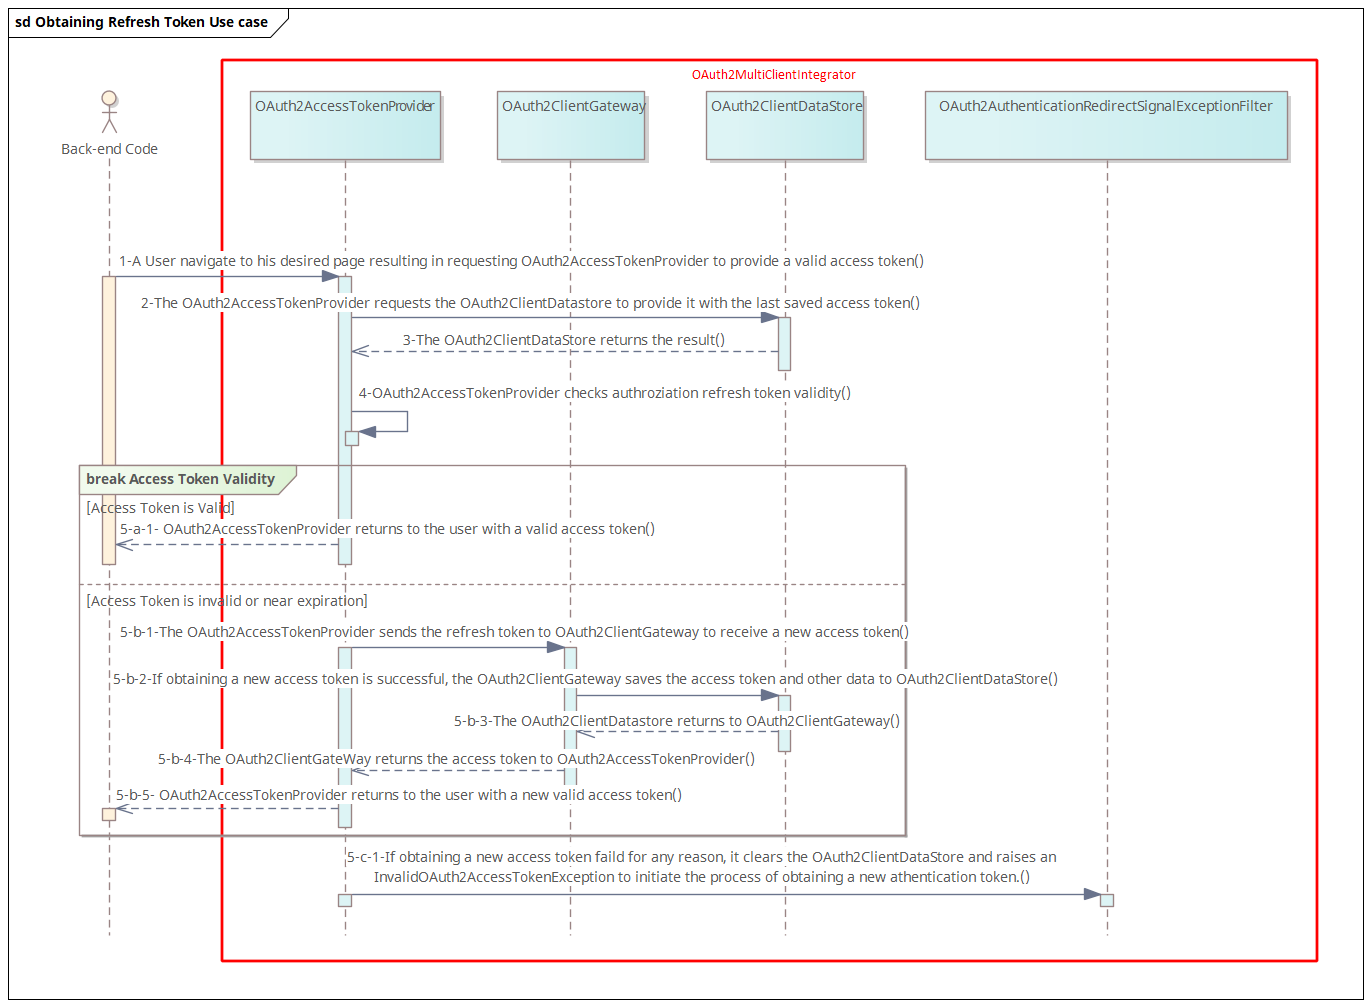 sd Obtaining Refresh Token Use case
OAuth2MultiClientIntegrator
OAuth2AccessTokenProvider
OAuth2ClientGateway
OAuth2ClientDataStore
OAuth2AuthenticationRedirectSignalExceptionFilter
Back-end Code
1-A User navigate to his desired page resulting in requesting OAuth2AccessTokenProvider to provide a valid access token()
2-The OAuth2AccessTokenProvider requests the OAuth2ClientDatastore to provide it with the last saved access token()
3-The OAuth2ClientDataStore returns the result()
4-OAuth2AccessTokenProvider checks authroziation refresh token validity()
break Access Token Validity
[Access Token is Valid]
5-a-1- OAuth2AccessTokenProvider returns to the user with a valid access token()
[Access Token is invalid or near expiration]
5-b-1-The OAuth2AccessTokenProvider sends the refresh token to OAuth2ClientGateway to receive a new access token()
5-b-2-If obtaining a new access token is successful, the OAuth2ClientGateway saves the access token and other data to OAuth2ClientDataStore()
5-b-3-The OAuth2ClientDatastore returns to OAuth2ClientGateway()
5-b-4-The OAuth2ClientGateWay returns the access token to OAuth2AccessTokenProvider()
5-b-5- OAuth2AccessTokenProvider returns to the user with a new valid access token()
5-c-1-If obtaining a new access token faild for any reason, it clears the OAuth2ClientDataStore and raises an
InvalidOAuth2AccessTokenException to initiate the process of obtaining a new athentication token.()